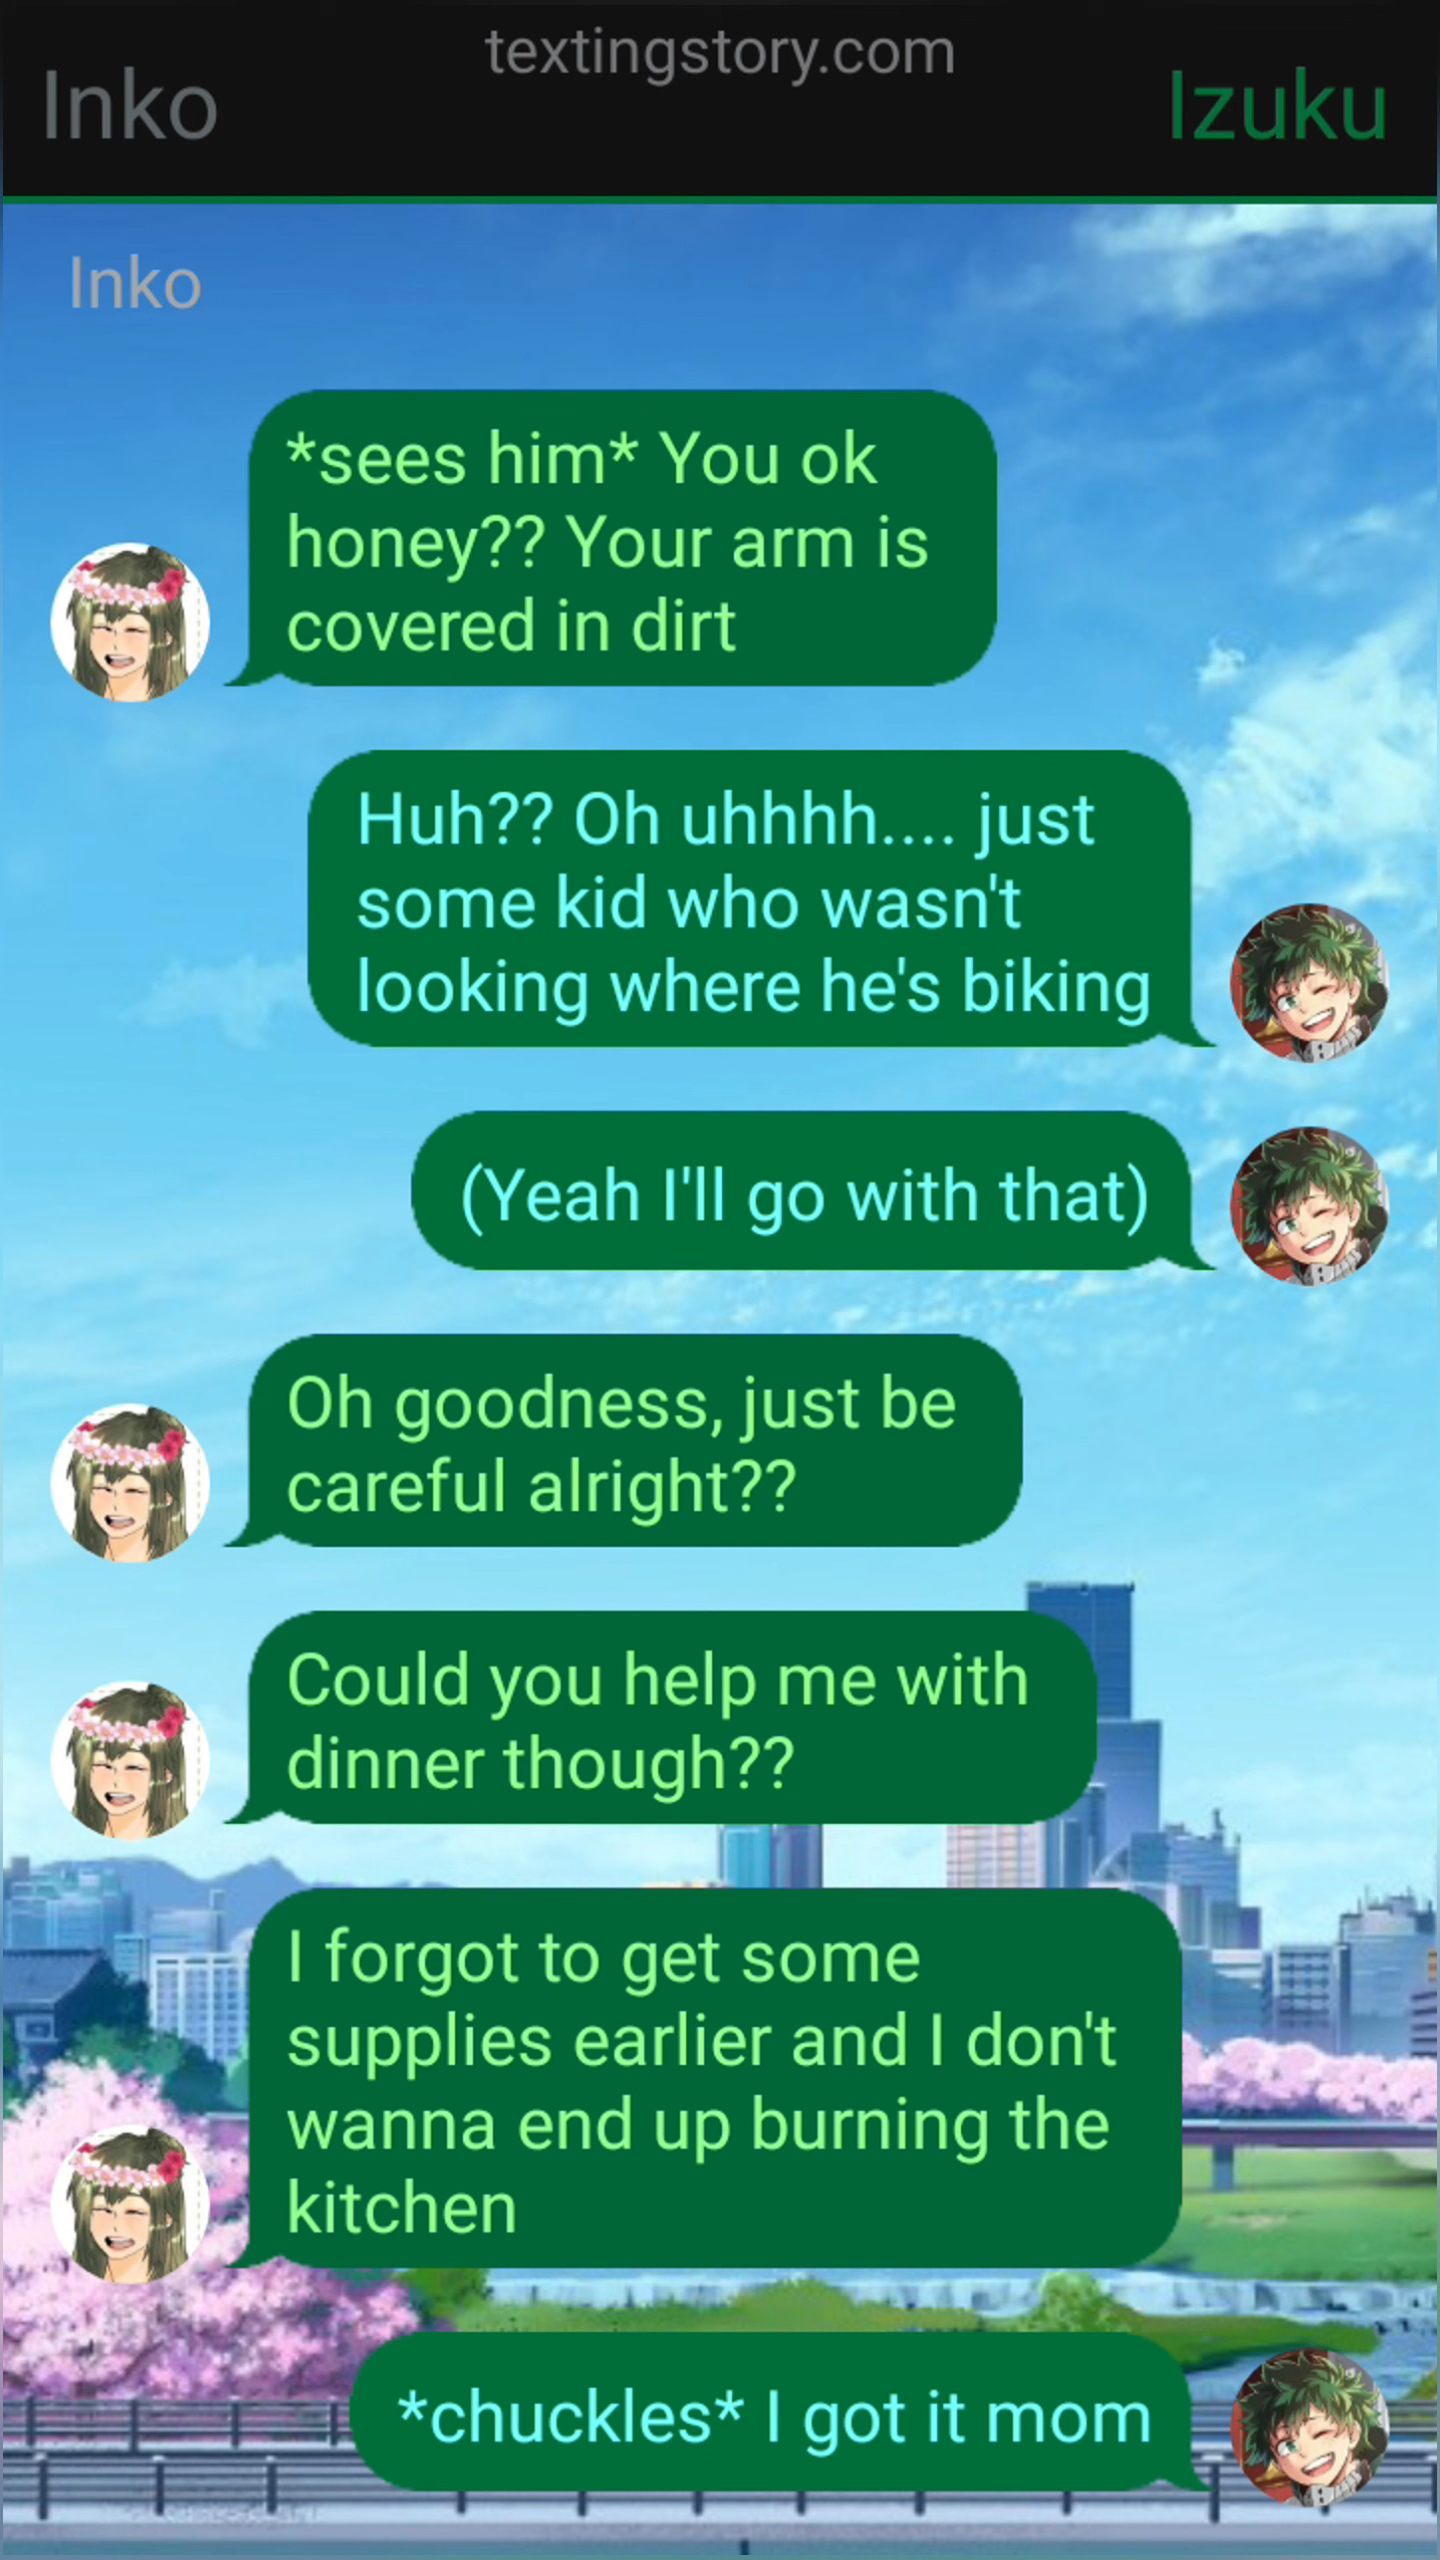 textingstory.com
Inko
Izuku
Inko
*sees him* You ok
honey?? Your arm is
covered in dirt
Huh?? Oh uhhhh.... just
some kid who wasn't
looking where he's biking
(Yeah I'll go with that)
Oh goodness, just be
careful alright??
Could you help me with
dinner though??
I forgot to get some
supplies earlier and I don't
wanna end up burning the
kitchen
*chuckles* I got it mom